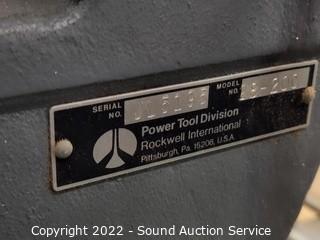 SERIAL NO. MODEL NO.
Power Tool Division
Rockwell International
Pittsburgh, Pa. 15208, U.S.A.
Copyright 2022 - Sound Auction Service